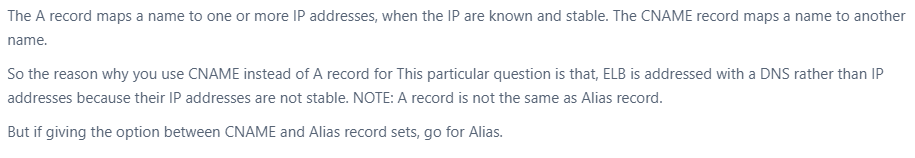 The A record maps a name to one or more IP addresses, when the IP are known and stable. The CNAME record maps a name to another
name.
So the reason why you use CNAME instead of A record for This particular question is that, ELB is addressed with a DNS rather than IP
addresses because their IP addresses are not stable. NOTE: A record is not the same as Alias record.
But if giving the option between CNAME and Alias record sets, go for Alias.